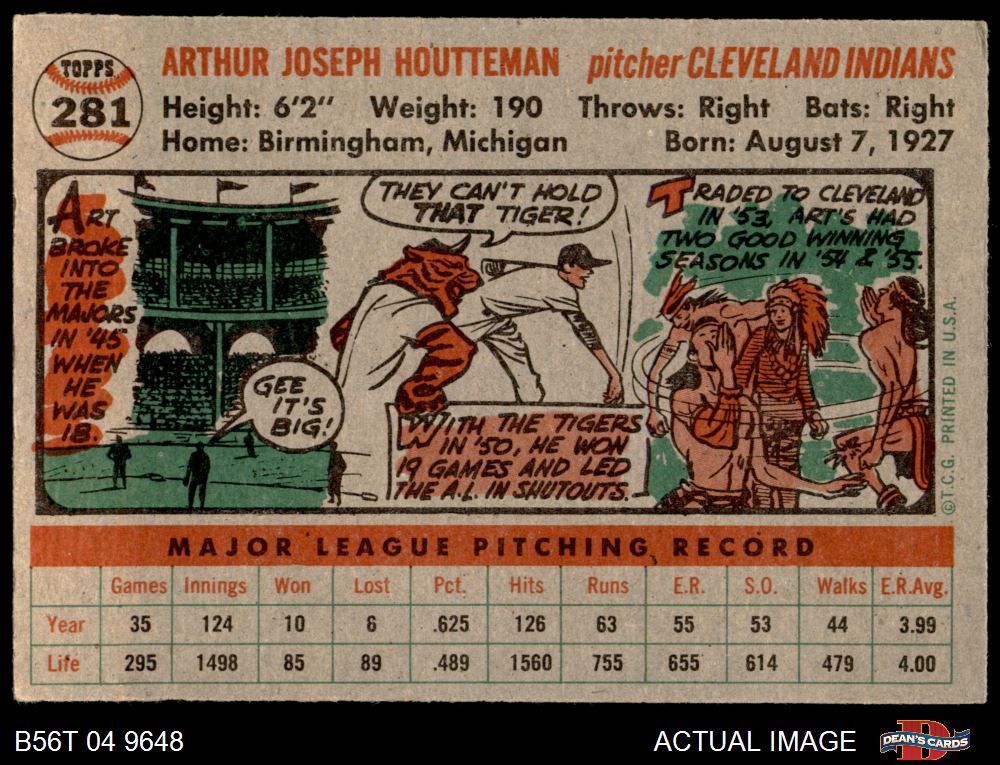 TOPPS
281
ARTHUR JOSEPH HOUTTEMAN pitcher CLEVELAND INDIANS
Height: 6'2" Weight: 190 Throws: Right Bats: Right
Home: Birmingham, Michigan Born: August 7, 1927
ART
BROKE
INTO
THE
MAJORS
IN '45
WHEN
HE
WAS
18.
GEE
IT'S
BIG!
THEY CAN'T HOLD
THAT TIGER!
WITH THE TIGERS
IN '50, HE WON
19 GAMES AND LED
THE A.L. IN SHUTOUTS.
TRADED TO CLEVELAND
IN '53, ART'S HAD
TWO GOOD WINNING
SEASONS IN '54 & '55.
©T.C.G. PRINTED IN U.S.A.
MAJOR LEAGUE PITCHING RECORD
Games Innings Won Lost Pct. Hits Runs E.R. S.O. Walks E.R.Avg.
Year 35 124 10 6 .625 126 63 55 53 44 3.99
Life 295 1498 85 89 .489 1560 755 655 614 479 4.00
B56T 04 9648
ACTUAL IMAGE
DEAN'S CARDS